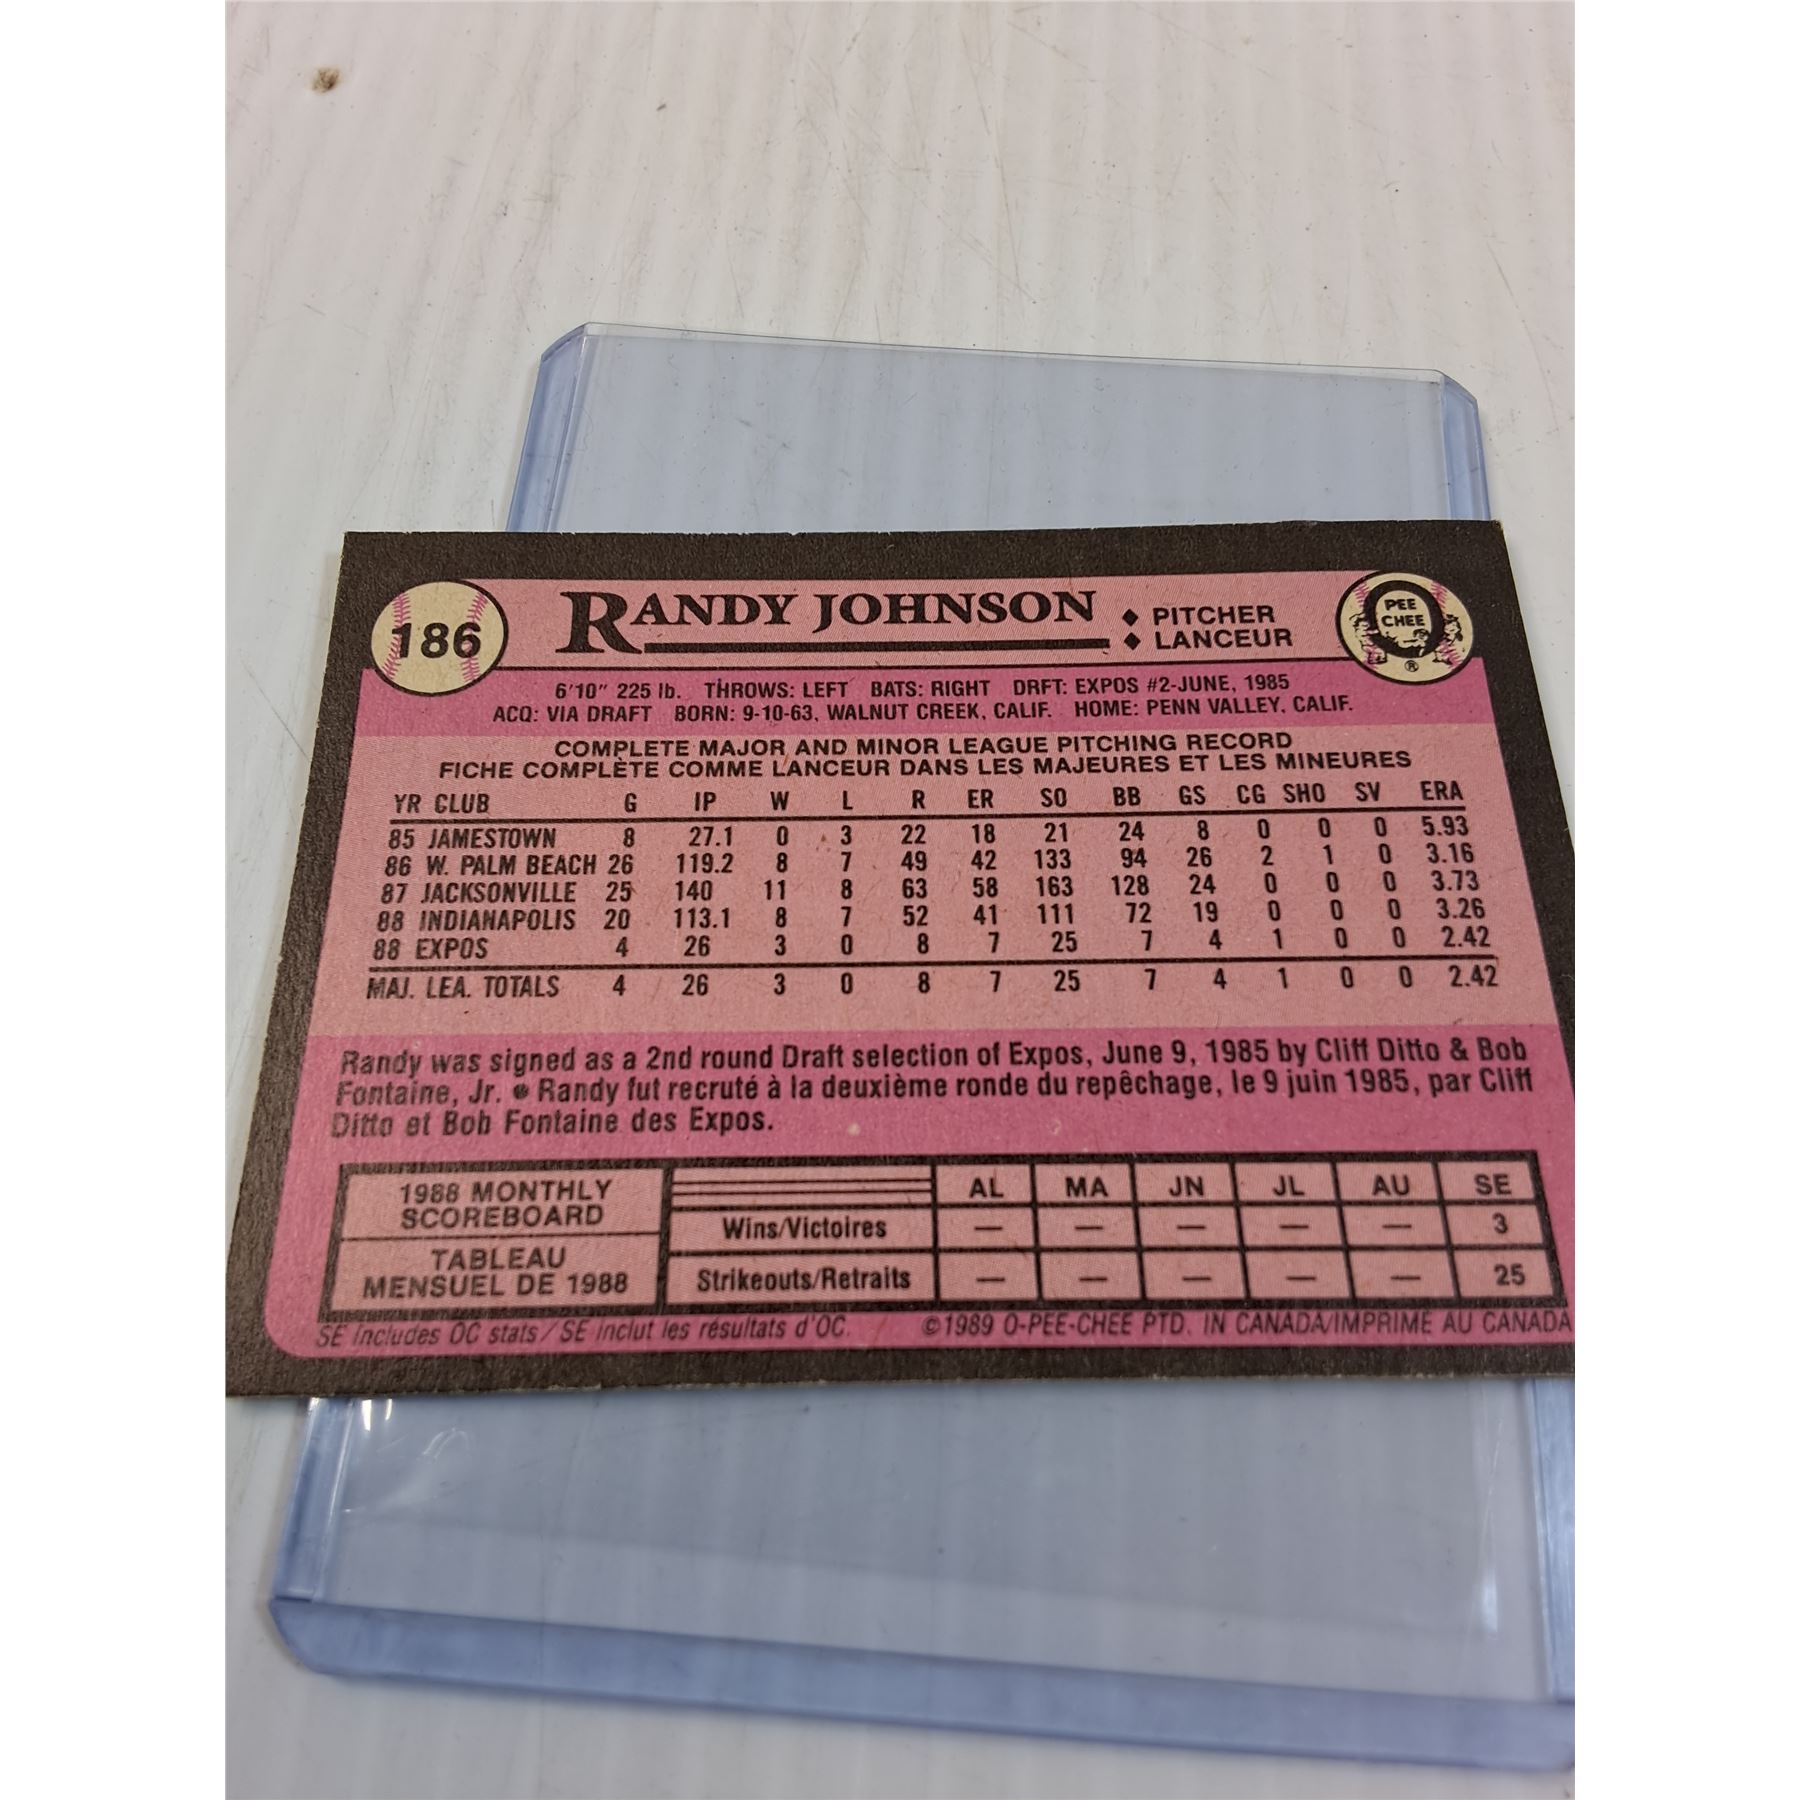 186
RANDY JOHNSON
♦ PITCHER
♦ LANCEUR
PEE
CHEE
®
6'10" 225 lb. THROWS: LEFT BATS: RIGHT DRFT: EXPOS #2-JUNE, 1985
ACQ: VIA DRAFT BORN: 9-10-63, WALNUT CREEK, CALIF. HOME: PENN VALLEY, CALIF.
COMPLETE MAJOR AND MINOR LEAGUE PITCHING RECORD
FICHE COMPLÈTE COMME LANCEUR DANS LES MAJEURES ET LES MINEURES
YR CLUB G IP W L R ER SO BB GS CG SHO SV ERA
85 JAMESTOWN 8 27.1 0 3 22 18 21 24 8 0 0 0 5.93
86 W. PALM BEACH 26 119.2 8 7 49 42 133 94 26 2 1 0 3.16
87 JACKSONVILLE 25 140 11 8 63 58 163 128 24 0 0 0 3.73
88 INDIANAPOLIS 20 113.1 8 7 52 41 111 72 19 0 0 0 3.26
88 EXPOS 4 26 3 0 8 7 25 7 4 1 0 0 2.42
MAJ. LEA. TOTALS 4 26 3 0 8 7 25 7 4 1 0 0 2.42
Randy was signed as a 2nd round Draft selection of Expos, June 9, 1985 by Cliff Ditto & Bob
Fontaine, Jr. Randy fut recruté à la deuxième ronde du repêchage, le 9 juin 1985, par Cliff
Ditto et Bob Fontaine des Expos.
1988 MONTHLY
SCOREBOARD
TABLEAU
MENSUEL DE 1988
AL MA JN JL AU SE
Wins/Victoires — — — — — 3
Strikeouts/Retraits — — — — — 25
SE Includes OC stats/SE inclut les résultats d'OC. ©1989 O-PEE-CHEE PTD. IN CANADA/IMPRIMÉ AU CANADA